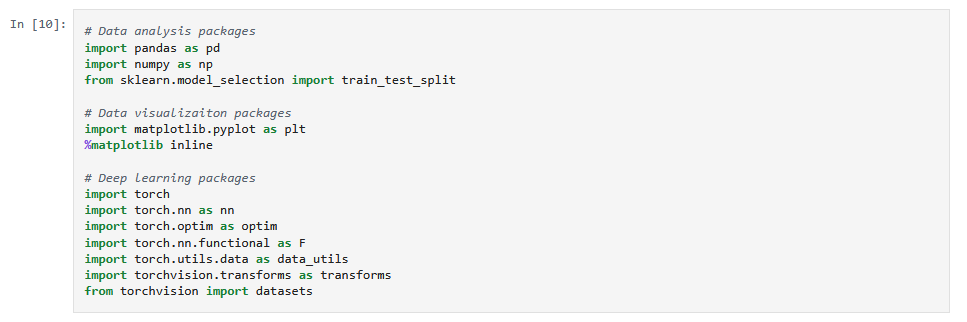 In [10]:
# Data analysis packages
import pandas as pd
import numpy as np
from sklearn.model_selection import train_test_split
# Data visualizaiton packages
import matplotlib.pyplot as plt
%matplotlib inline
# Deep learning packages
import torch
import torch.nn as nn
import torch.optim as optim
import torch.nn.functional as F
import torch.utils.data as data_utils
import torchvision.transforms as transforms
from torchvision import datasets